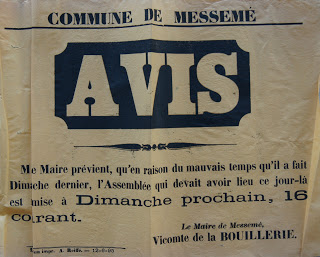 COMMUNE DE MESSEMÉ
AVIS
Me Maire prévient, qu'en raison du mauvais temps qu'il a fait
Dimache dernier, l'Assemblée qui devait avoir lieu ce jour-là
est mise à Dimanche prochain, 16
courant.
Le Maire de Messemé,
Vicomte de la BOUILLERIE.
impr. A.